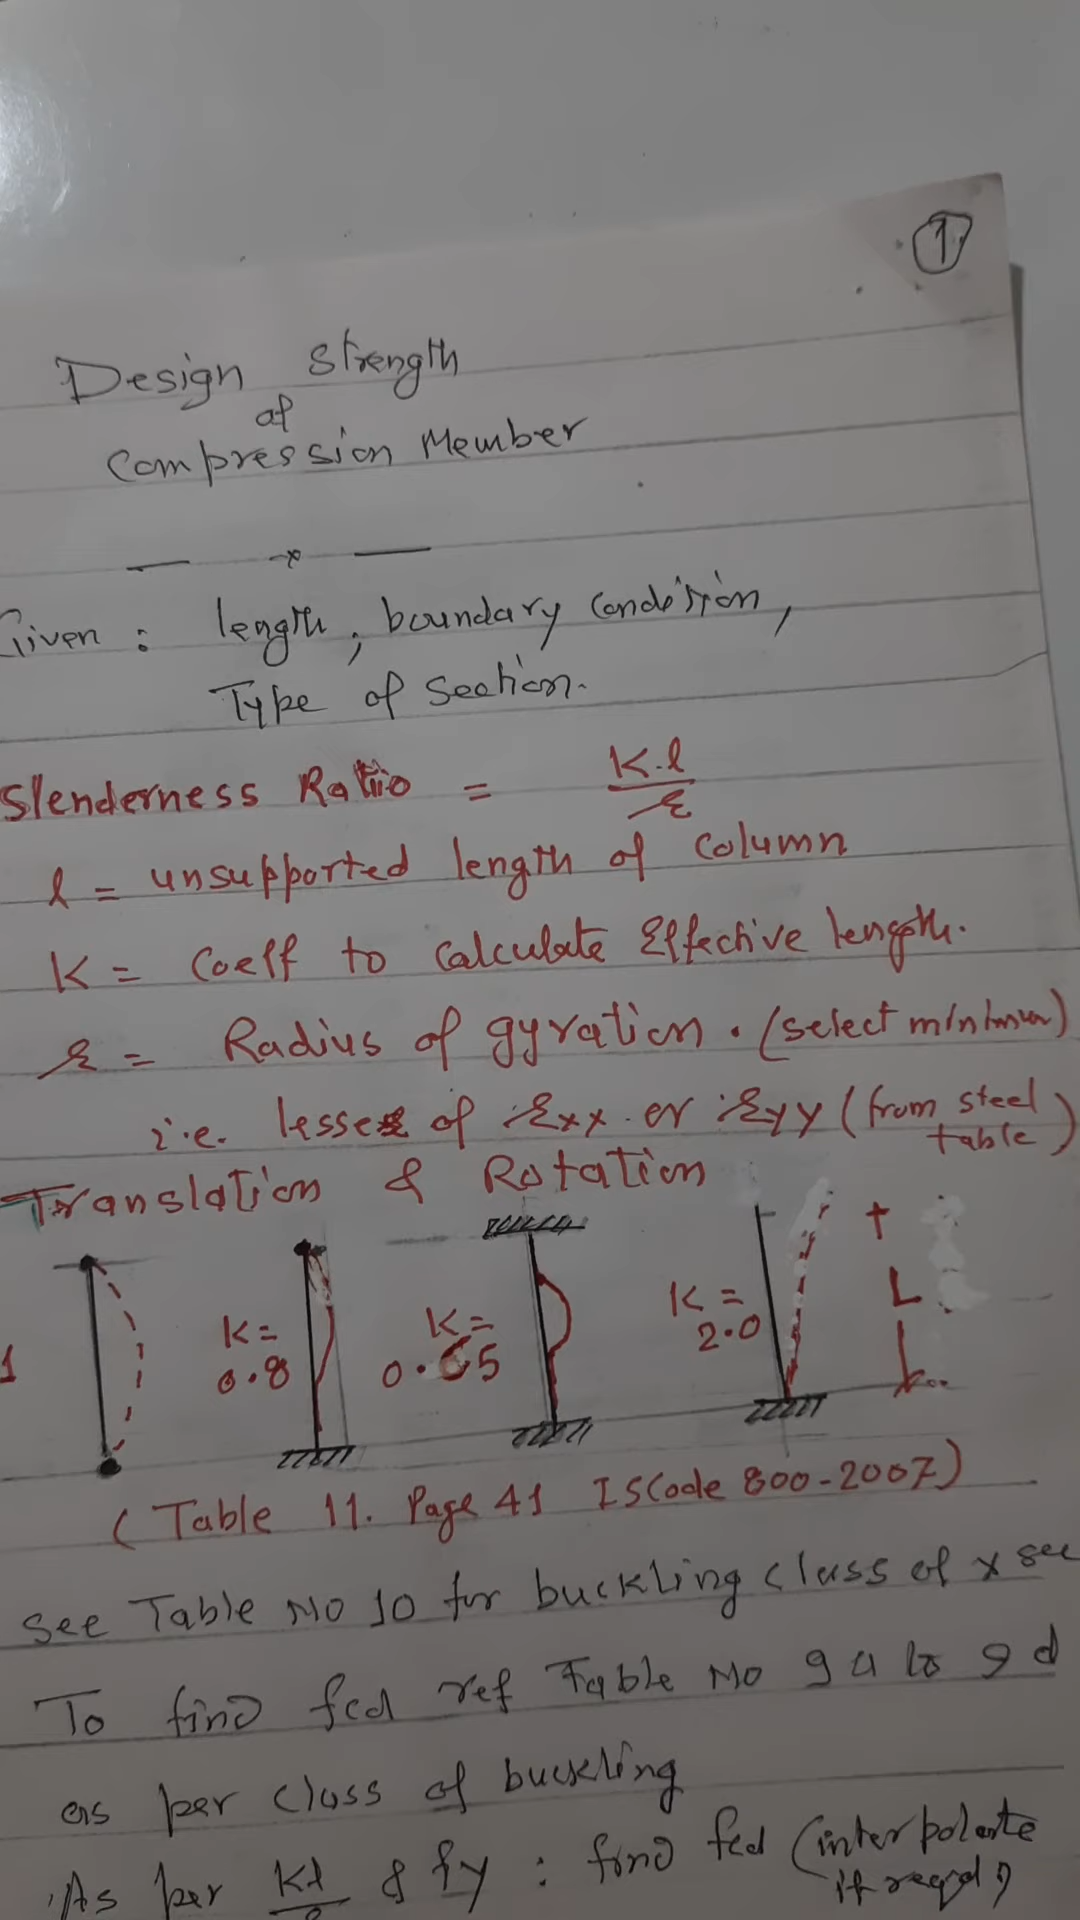 1
Design Strength
of
Compression Member
Given : length, boundary Condition,
Type of Section.
Slenderness Ratio = K.l / r
l = unsupported length of Column
K = Coeff to Calculate Effective length.
r = Radius of gyration. (select minimum)
i.e. lesser of rxx or ryy (from steel table)
Translation & Rotation
1
K = 0.8
K = 0.65
K = 2.0
(Table 11. Page 41 IS Code 800-2007)
See Table No 10 for buckling class of x sec
To find fcd ref Table No 9 a to 9 d
as per class of buckling
As per Kl & fy : find fcd (interpolate if reqd)